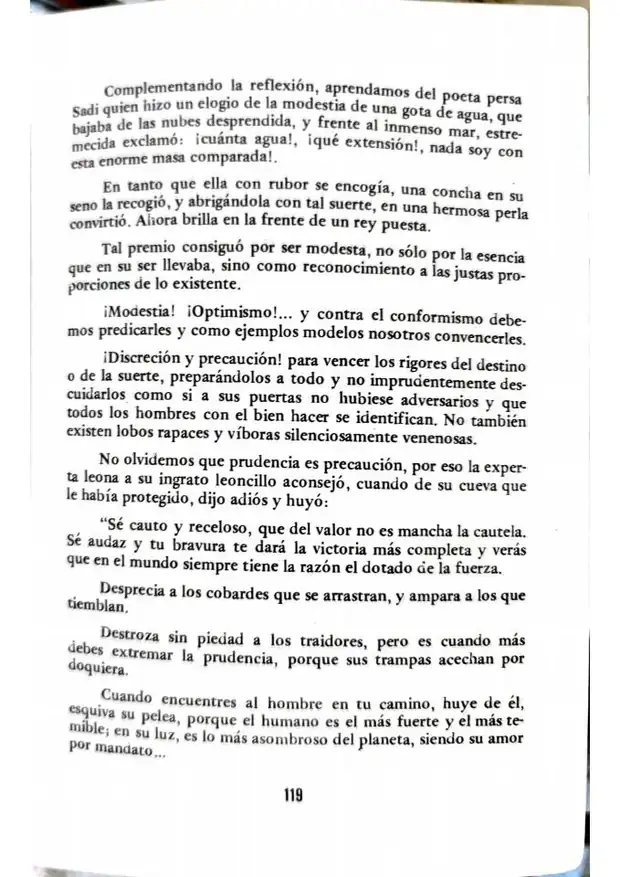 Complementando la reflexión, aprendamos del poeta persa
Sadi quien hizo un elogio de la modestia de una gota de agua, que
bajaba de las nubes desprendida, y frente al inmenso mar, estre-
mecida exclamó: ¡cuánta agua!, ¡qué extensión!, nada soy con
esta enorme masa comparada!.
En tanto que ella con rubor se encogía, una concha en su
seno la recogió, y abrigándola con tal suerte, en una hermosa perla
convirtió. Ahora brilla en la frente de un rey puesta.
Tal premio consiguó por ser modesta, no sólo por la esencia
que en su ser llevaba, sino como reconocimiento a las justas pro-
porciones de lo existente.
¡Modestia! ¡Optimismo!... y contra el conformismo debe-
mos predicarles y como ejemplos modelos nosotros convencerles.
¡Discreción y precaución! para vencer los rigores del destino
o de la suerte, preparándolos a todo y no imprudentemente des-
cuidarlos como si a sus puertas no hubiese adversarios y que
todos los hombres con el bien hacer se identifican. No también
existen lobos rapaces y víboras silenciosamente venenosas.
No olvidemos que prudencia es precaución, por eso la exper-
ta leona a su ingrato leoncillo aconsejó, cuando de su cueva que
le había protegido, dijo adiós y huyó:
"Sé cauto y receloso, que del valor no es mancha la cautela.
Sé audaz y tu bravura te dará la victoria más completa y verás
que en el mundo siempre tiene la razón el dotado de la fuerza.
Desprecia a los cobardes que se arrastran, y ampara a los que
tiemblan.
Destroza sin piedad a los traidores, pero es cuando más
debes extremar la prudencia, porque sus trampas acechan por
doquiera.
Cuando encuentres al hombre en tu camino, huye de él,
esquiva su pelea, porque el humano es el más fuerte y el más te-
mible; en su luz, es lo más asombroso del planeta, siendo su amor
por mandato...
119